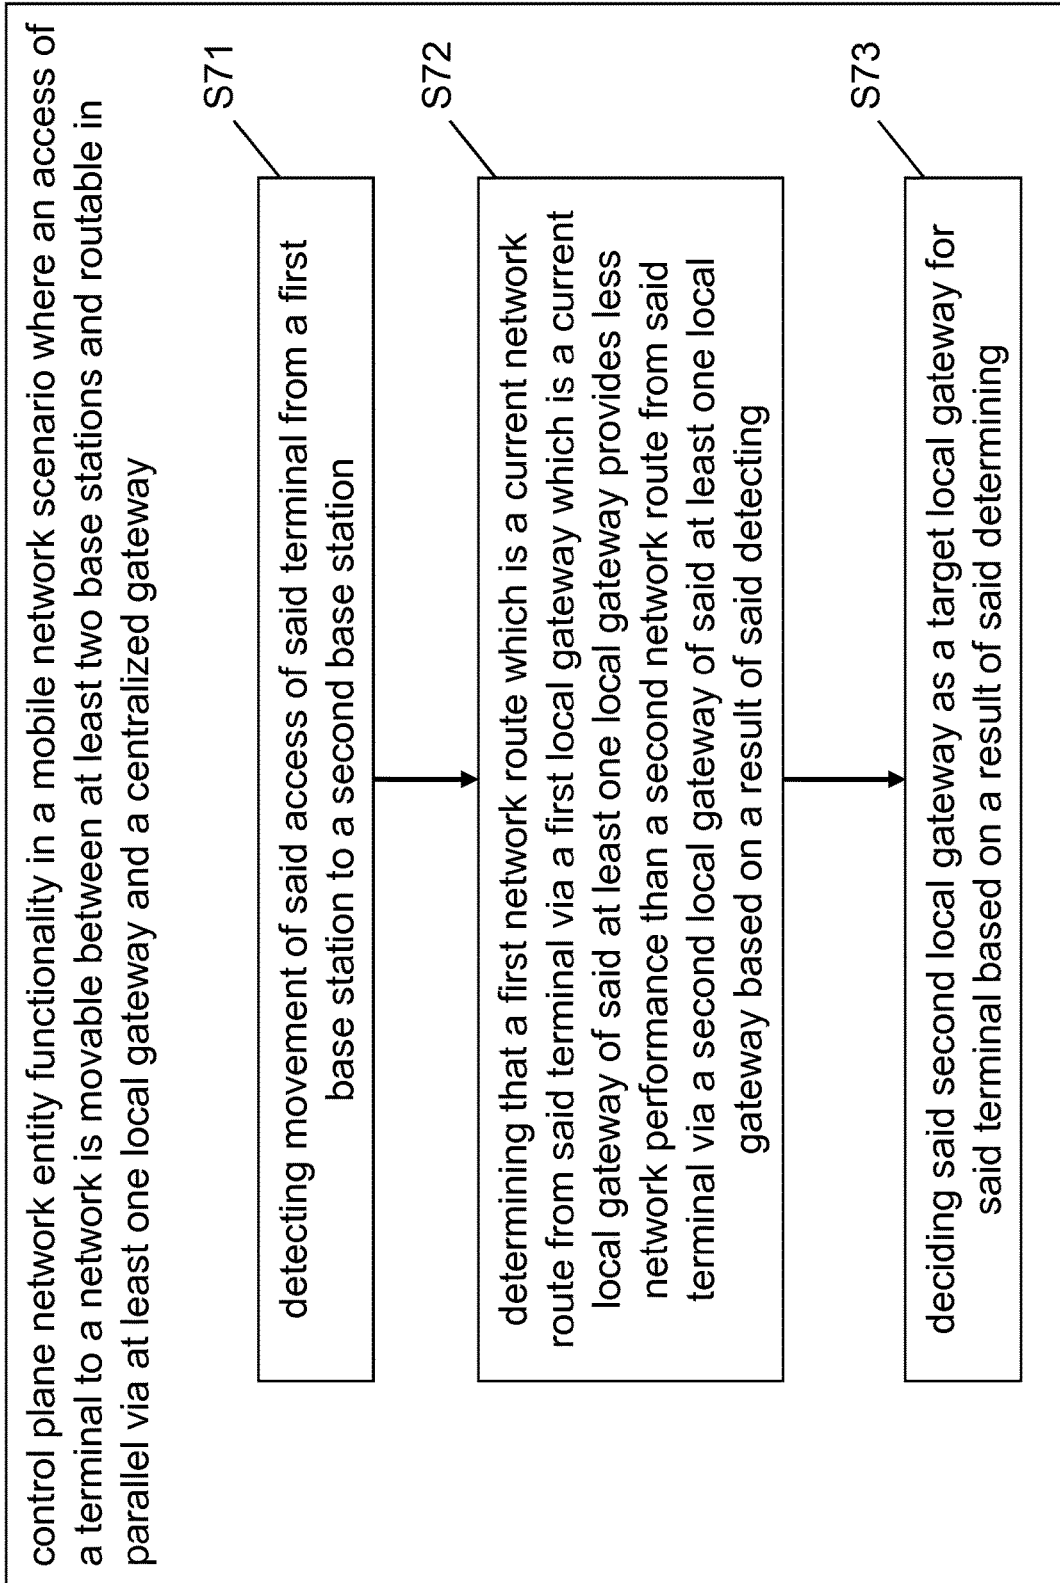 control plane network entity functionality in a mobile network scenario where an access of
a terminal to a network is movable between at least two base stations and routable in
parallel via at least one local gateway and a centralized gateway
S71
detecting movement of said access of said terminal from a first
base station to a second base station
S72
determining that a first network route which is a current network
route from said terminal via a first local gateway which is a current
local gateway of said at least one local gateway provides less
network performance than a second network route from said
terminal via a second local gateway of said at least one local
gateway based on a result of said detecting
S73
deciding said second local gateway as a target local gateway for
said terminal based on a result of said determining